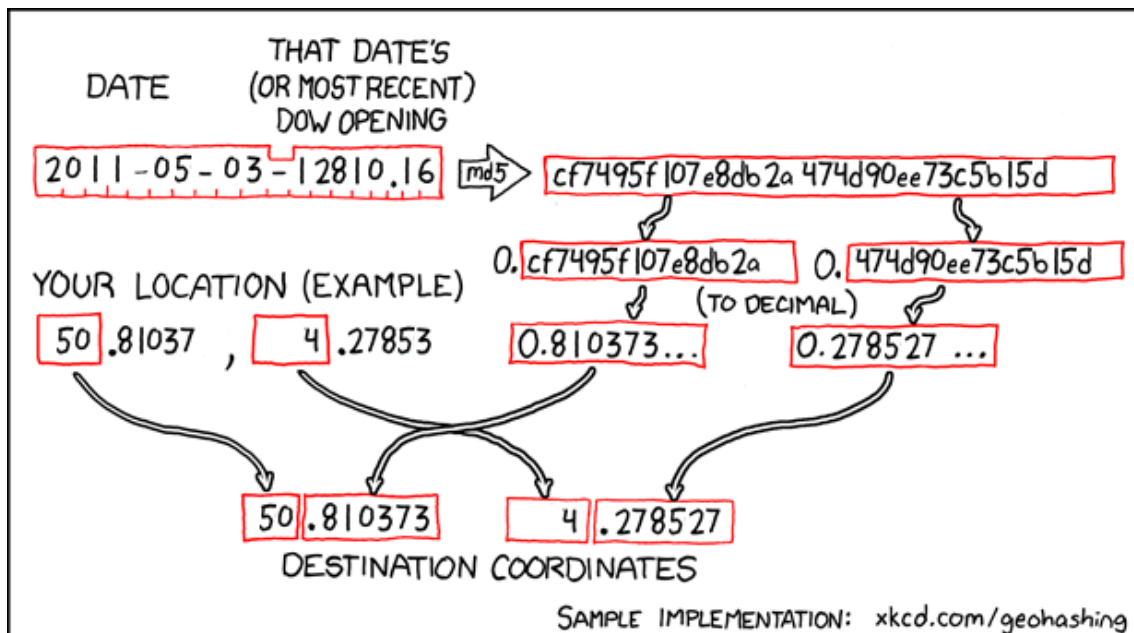 DATE
THAT DATE'S
(OR MOST RECENT)
DOW OPENING
2011-05-03-12810.16
md5
cf7495f107e8db2a 474d90ee73c5b15d
0.cf7495f107e8db2a
0.474d90ee73c5b15d
(TO DECIMAL)
YOUR LOCATION (EXAMPLE)
50.81037, 4.27853
0.810373...
0.278527 ...
50.810373
4.278527
DESTINATION COORDINATES
SAMPLE IMPLEMENTATION: xkcd.com/geohashing